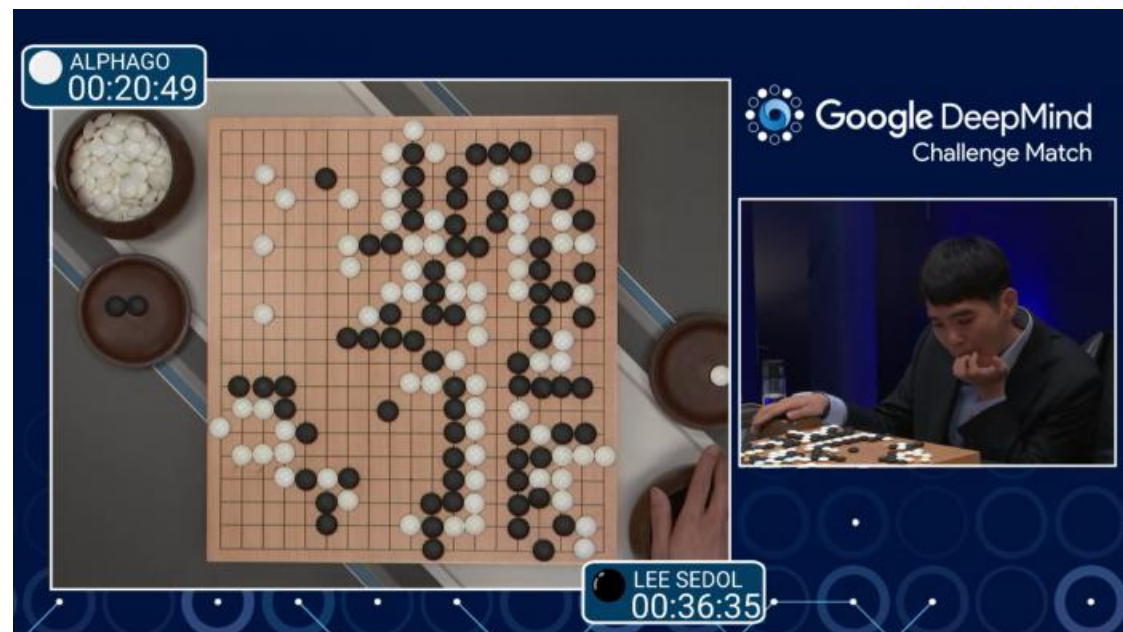 ALPHAGO
00:20:49
Google DeepMind
Challenge Match
LEE SEDOL
00:36:35